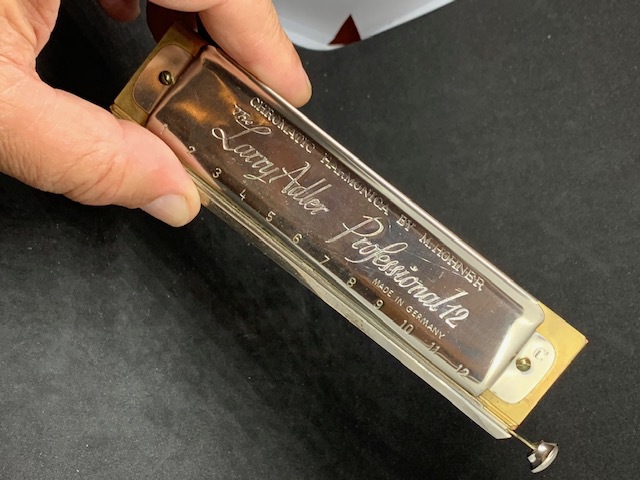 CHROMATIC HARMONICA BY M. HOHNER
The Larry Adler Professional 12
MADE IN GERMANY
1 2 3 4 5 6 7 8 9 10 11 12
C